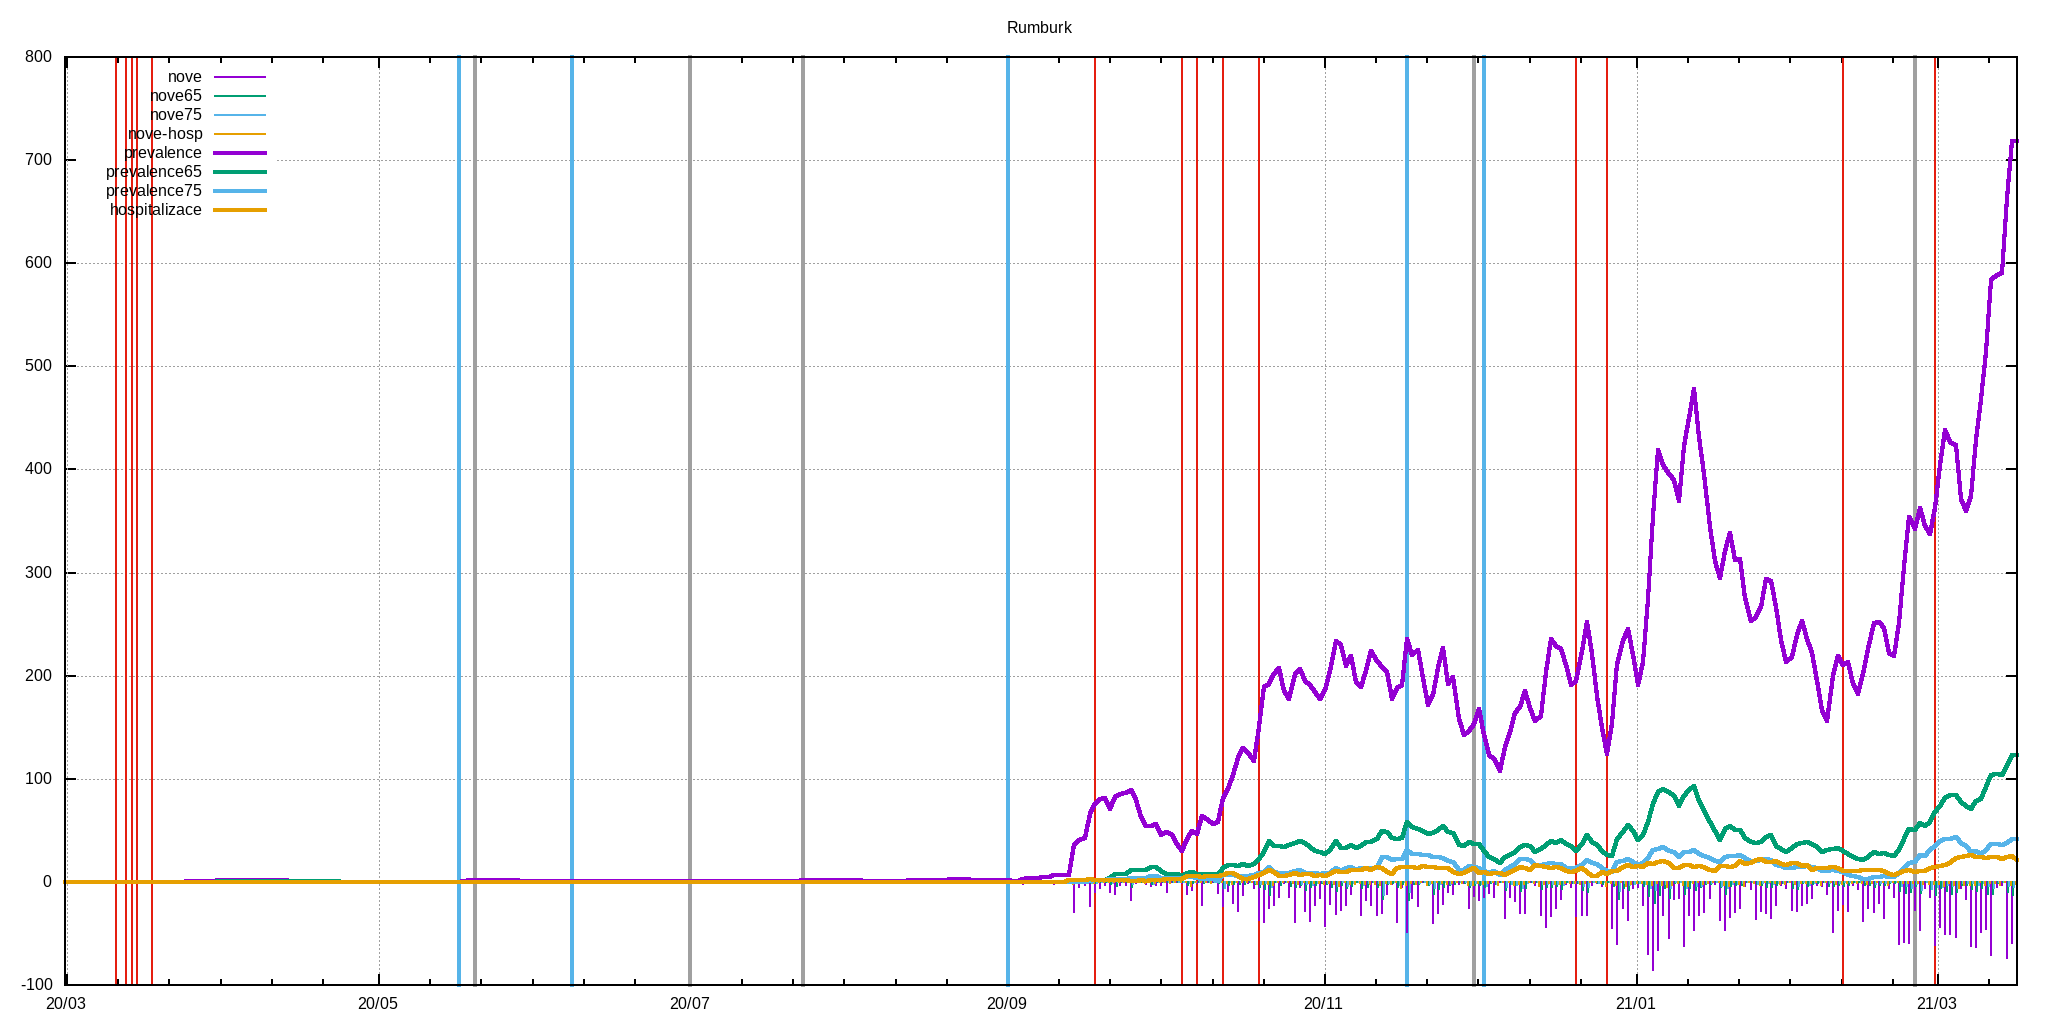 Rumburk
800
700
600
500
400
300
200
100
0
-100
nove
nove65
nove75
nove-hosp
prevalence
prevalence65
prevalence75
hospitalizace
20/03
20/05
20/07
20/09
20/11
21/01
21/03